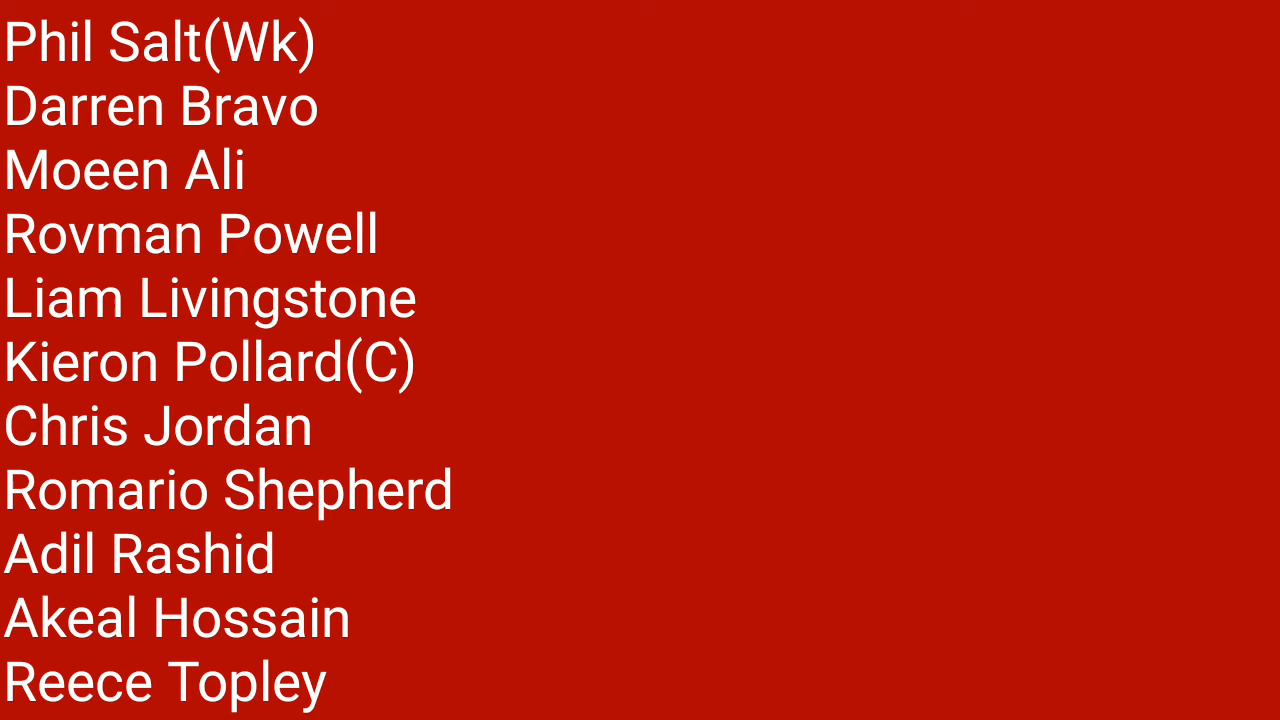 Phil Salt(Wk)
Darren Bravo
Moeen Ali
Rovman Powell
Liam Livingstone
Kieron Pollard(C)
Chris Jordan
Romario Shepherd
Adil Rashid
Akeal Hossain
Reece Topley